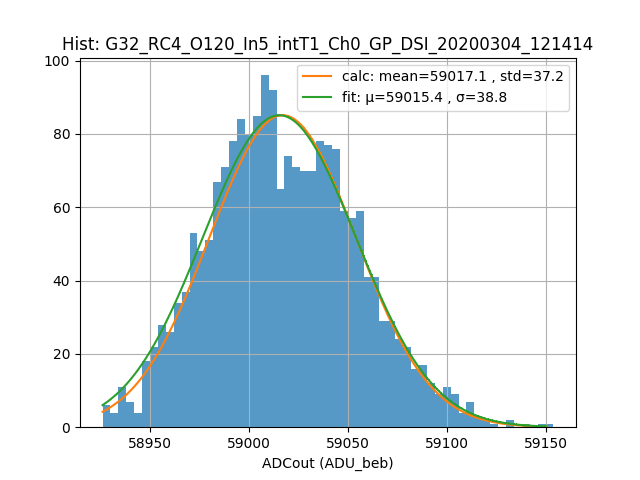 Hist: G32_RC4_O120_In5_intT1_Ch0_GP_DSI_20200304_121414
calc: mean=59017.1 , std=37.2
fit: μ=59015.4 , σ=38.8
100
80
60
40
20
0
58950 59000 59050 59100 59150
ADCout (ADU_beb)